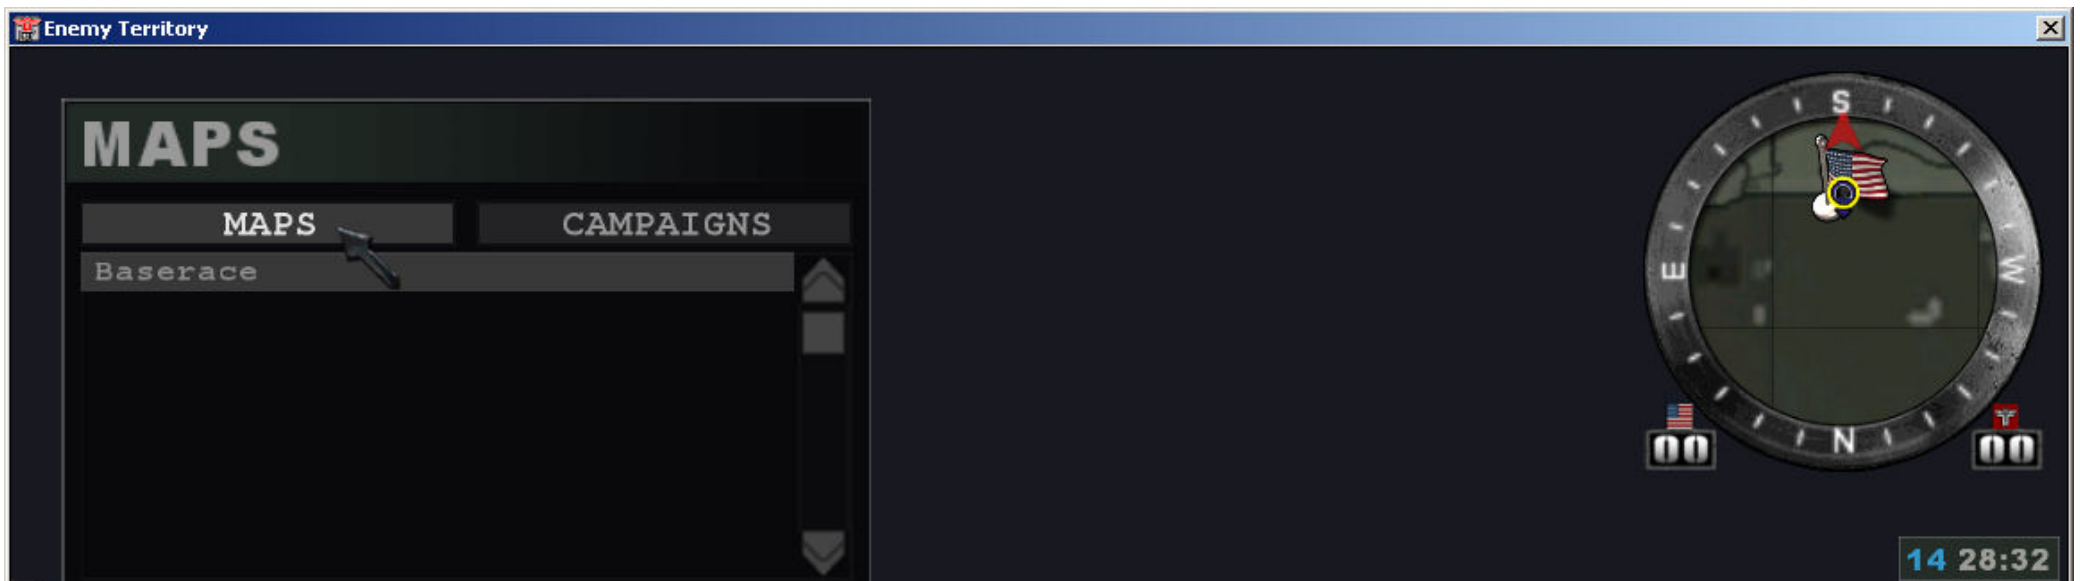 Enemy Territory
MAPS
MAPS CAMPAIGNS
Baserace
S
E W
N
00 00
14 28:32